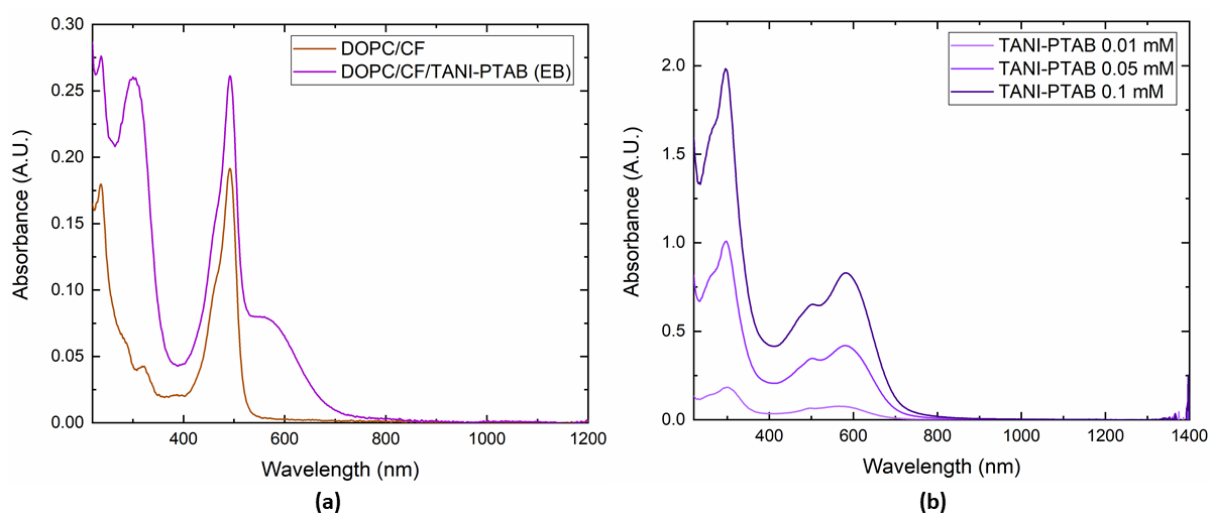 0.30
0.25
0.20
0.15
0.10
0.05
0.00
Absorbance (A.U.)
DOPC/CF
DOPC/CF/TANI-PTAB (EB)
400 600 800 1000 1200
Wavelength (nm)
(a)
2.0
1.5
1.0
0.5
0.0
Absorbance (A.U.)
TANI-PTAB 0.01 mM
TANI-PTAB 0.05 mM
TANI-PTAB 0.1 mM
400 600 800 1000 1200 1400
Wavelength (nm)
(b)